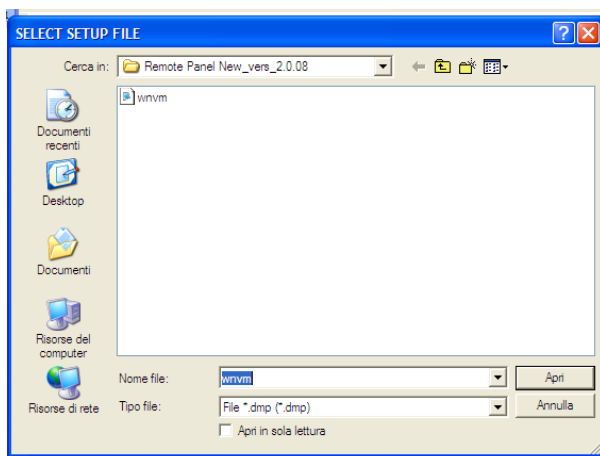 SELECT SETUP FILE
Cerca in: Remote Panel New_vers_2.0.08
wnvm
Documenti
recenti
Desktop
Documenti
Risorse del
computer
Risorse di rete
Nome file: wnvm Apri
Tipo file: File *.dmp (*.dmp) Annulla
Apri in sola lettura